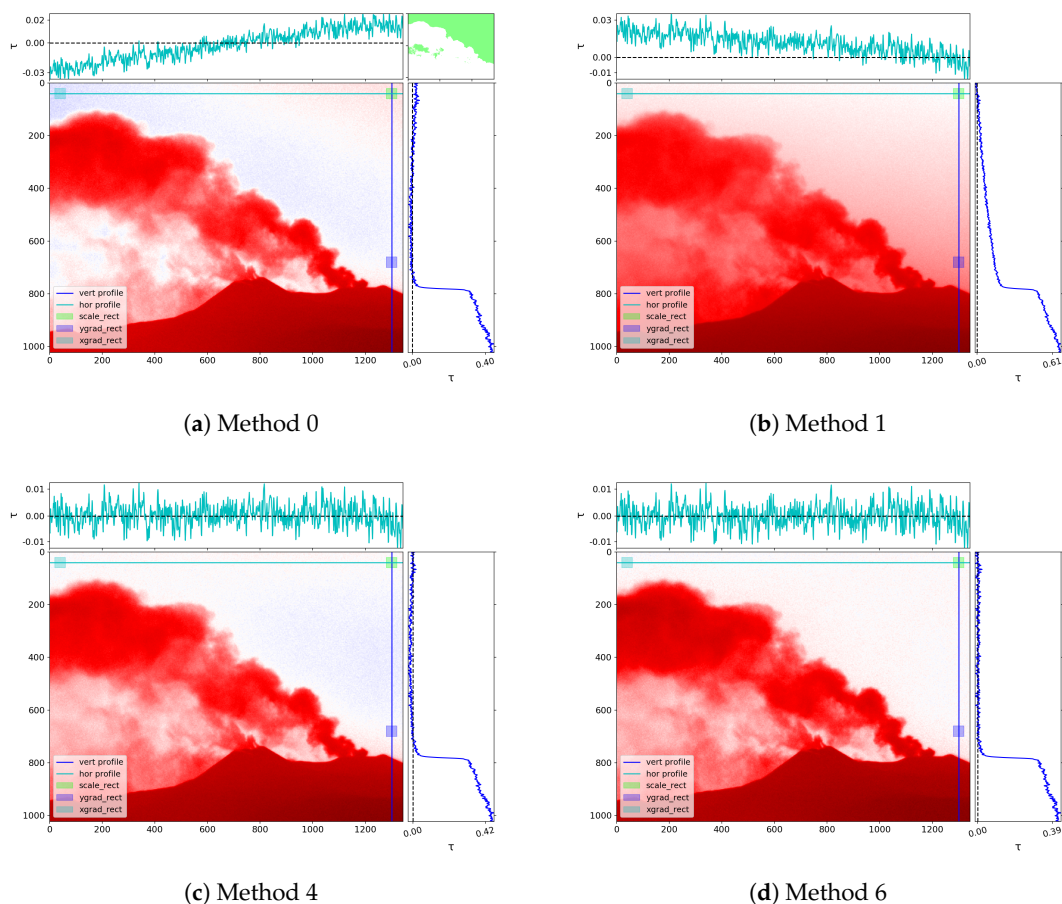 0.02
0.00
-0.03
τ
0
200
400
600
800
1000
vert profile
hor profile
scale_rect
ygrad_rect
xgrad_rect
0 200 400 600 800 1000 1200
0.00 0.40
τ
(a) Method 0
0.03
0.00
-0.01
τ
0
200
400
600
800
1000
vert profile
hor profile
scale_rect
ygrad_rect
xgrad_rect
0 200 400 600 800 1000 1200
0.00 0.61
τ
(b) Method 1
0.01
0.00
-0.01
τ
0
200
400
600
800
1000
vert profile
hor profile
scale_rect
ygrad_rect
xgrad_rect
0 200 400 600 800 1000 1200
0.00 0.42
τ
(c) Method 4
0.01
0.00
-0.01
τ
0
200
400
600
800
1000
vert profile
hor profile
scale_rect
ygrad_rect
xgrad_rect
0 200 400 600 800 1000 1200
0.00 0.39
τ
(d) Method 6